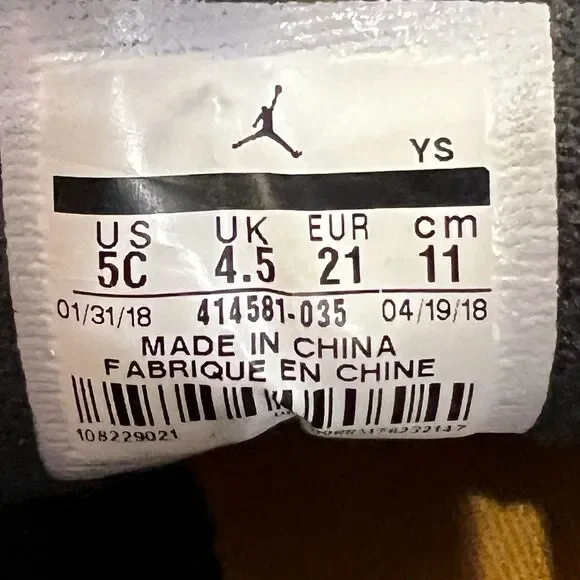 YS
US UK EUR cm
5C 4.5 21 11
01/31/18 414581-035 04/19/18
MADE IN CHINA
FABRIQUE EN CHINE
108229021